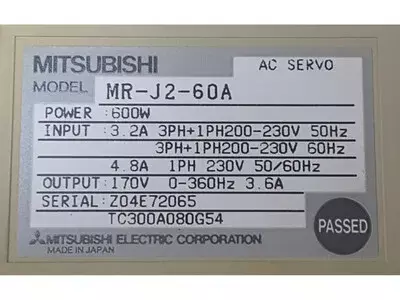 MITSUBISHI AC SERVO
MODEL MR-J2-60A
POWER :600W
INPUT :3.2A 3PH+1PH200-230V 50Hz
3PH+1PH200-230V 60Hz
4.8A 1PH 230V 50/60Hz
OUTPUT:170V 0-360Hz 3.6A
SERIAL:Z04E72065
TC300A080G54
MITSUBISHI ELECTRIC CORPORATION
MADE IN JAPAN
PASSED